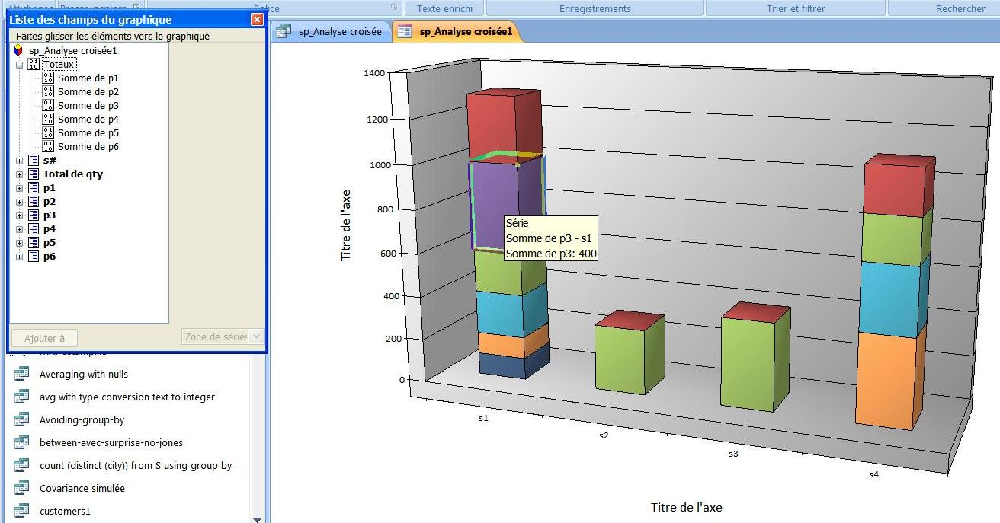 Affichages
Presse-papiers
Police
Texte enrichi
Enregistrements
Trier et filtrer
Rechercher
Liste des champs du graphique
Faites glisser les éléments vers le graphique
sp_Analyse croisée1
Totaux
Somme de p1
Somme de p2
Somme de p3
Somme de p4
Somme de p5
Somme de p6
s#
Total de qty
p1
p2
p3
p4
p5
p6
Ajouter à
Zone de séries
Averaging with nulls
avg with type conversion text to integer
Avoiding-group-by
between-avec-surprise-no-jones
count (distinct (city)) from S using group by
Covariance simulée
customers1
sp_Analyse croisée
sp_Analyse croisée1
1400
1200
1000
800
600
400
200
0
Titre de l'axe
Série
Somme de p3 - s1
Somme de p3: 400
s1
s2
s3
s4
Titre de l'axe